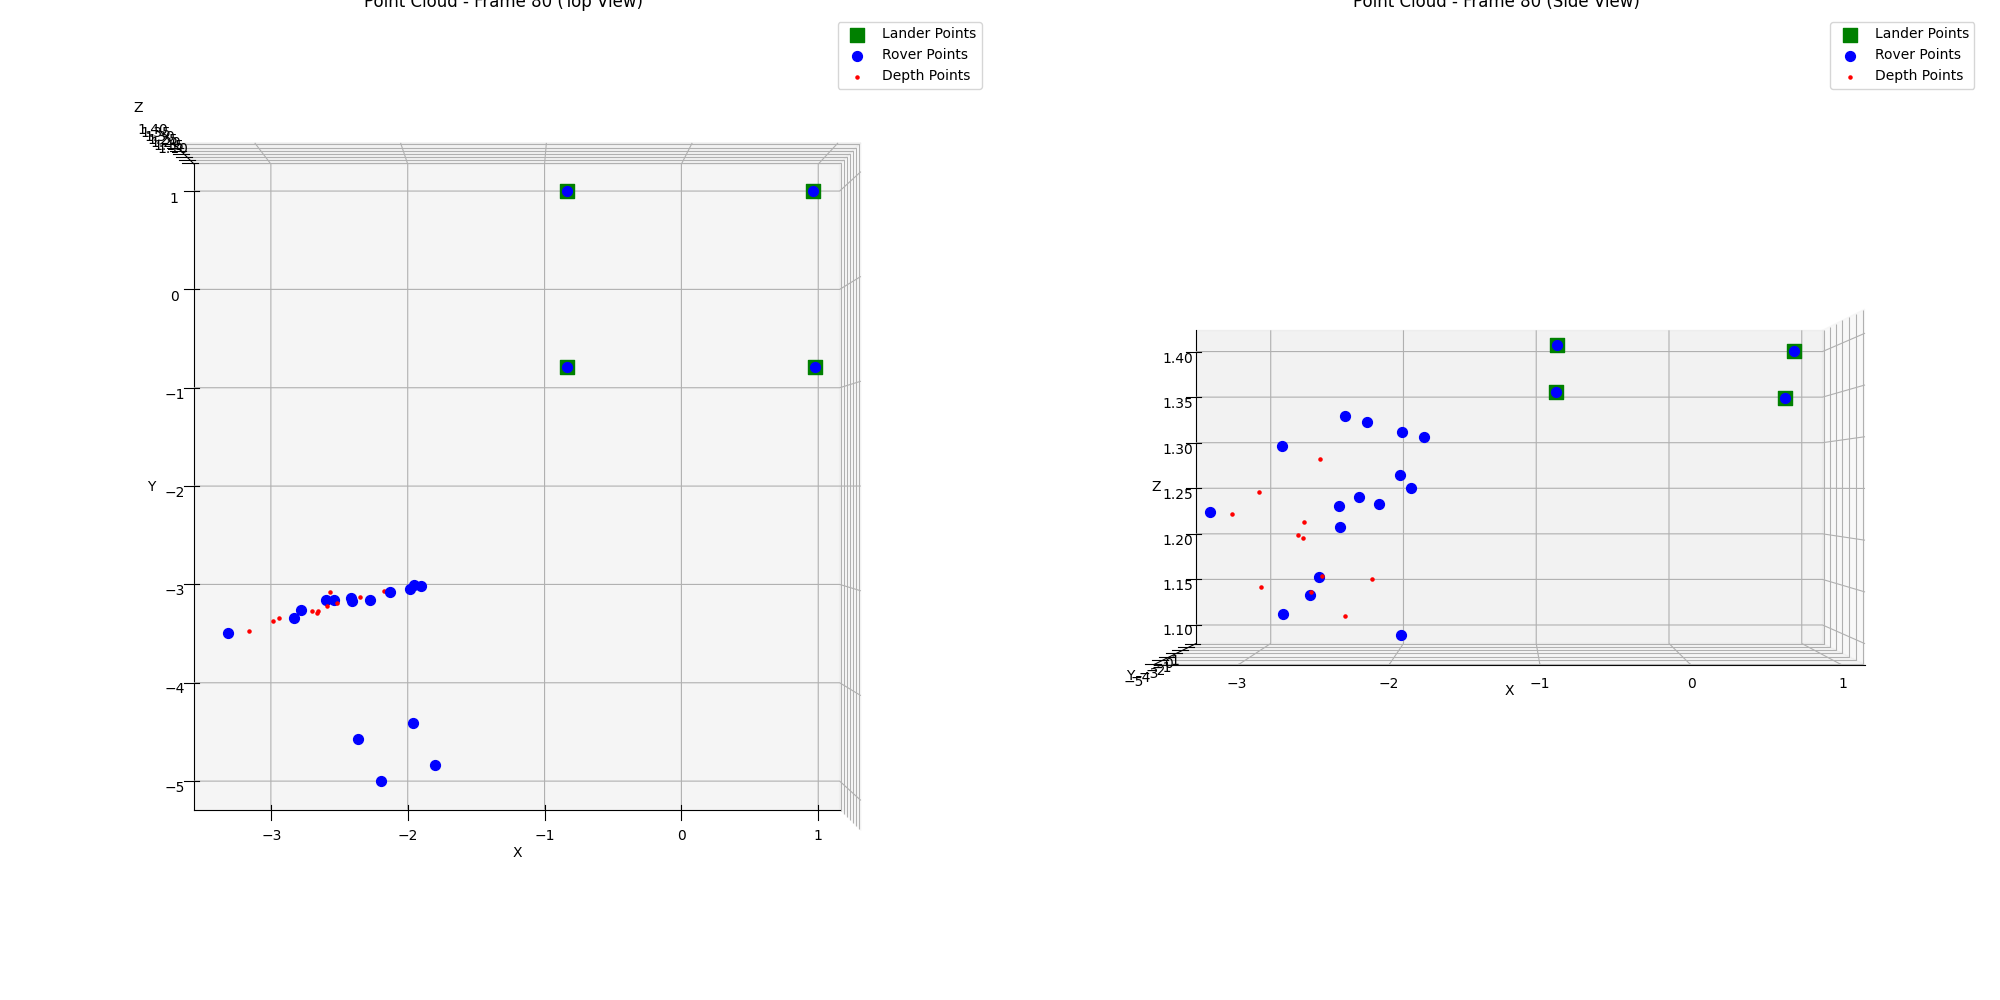 Point Cloud - Frame 80 (Top View)
Lander Points
Rover Points
Depth Points
Z
1.40
1
0
−1
Y
−2
−3
−4
−5
−3
−2
−1
0
1
X
Point Cloud - Frame 80 (Side View)
Lander Points
Rover Points
Depth Points
1.40
1.35
1.30
Z
1.25
1.20
1.15
1.10
Y
−3
−2
−1
0
1
X